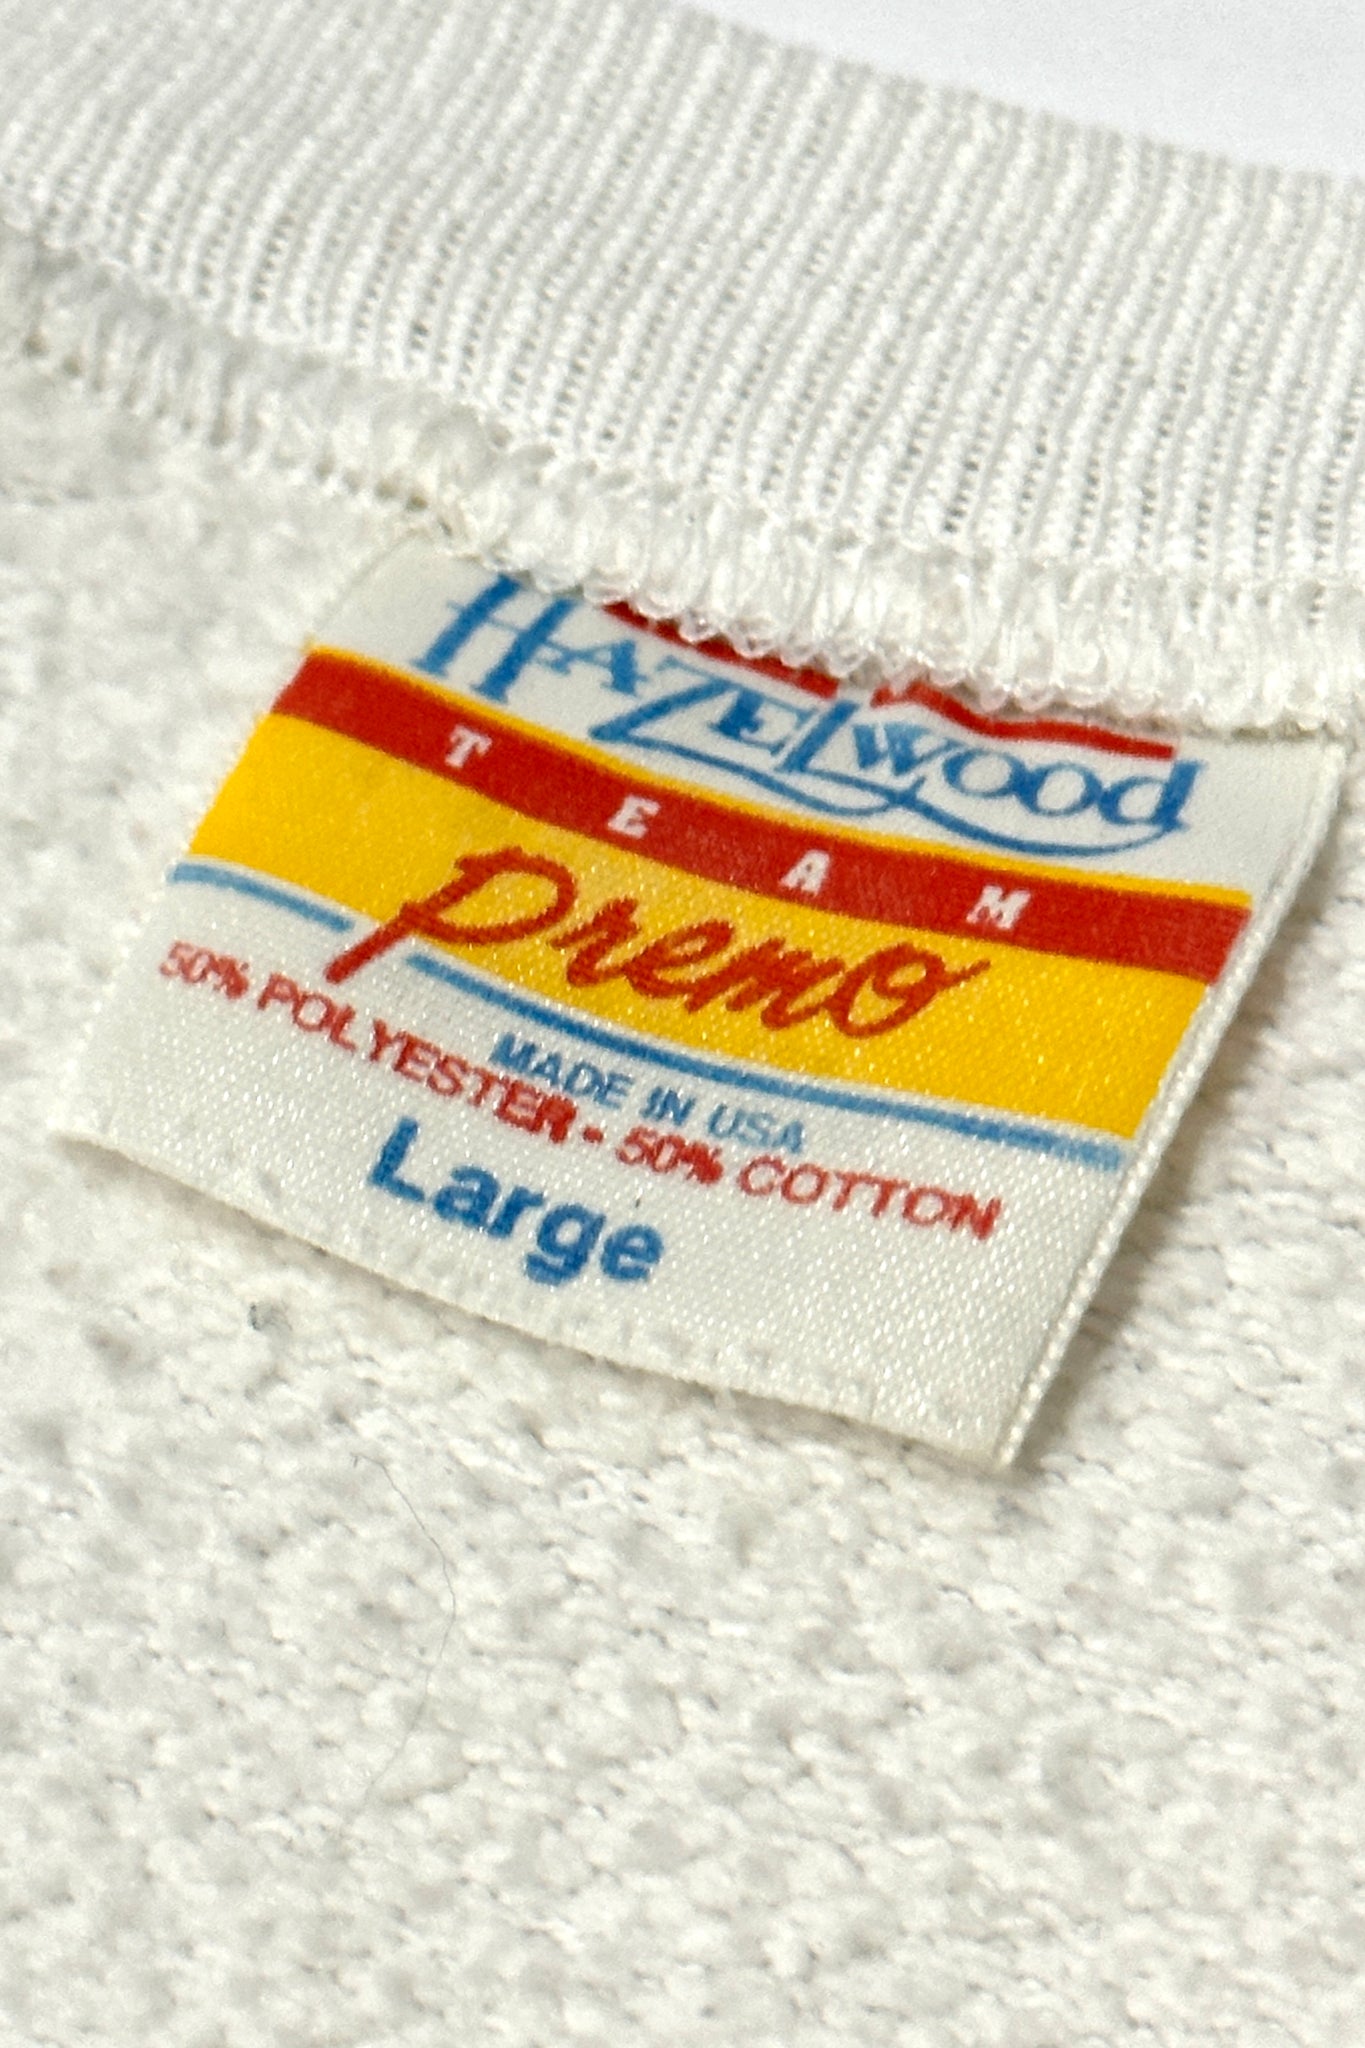 HAZELWOOD
TEAM
Premo
MADE IN USA
50% POLYESTER - 50% COTTON
Large